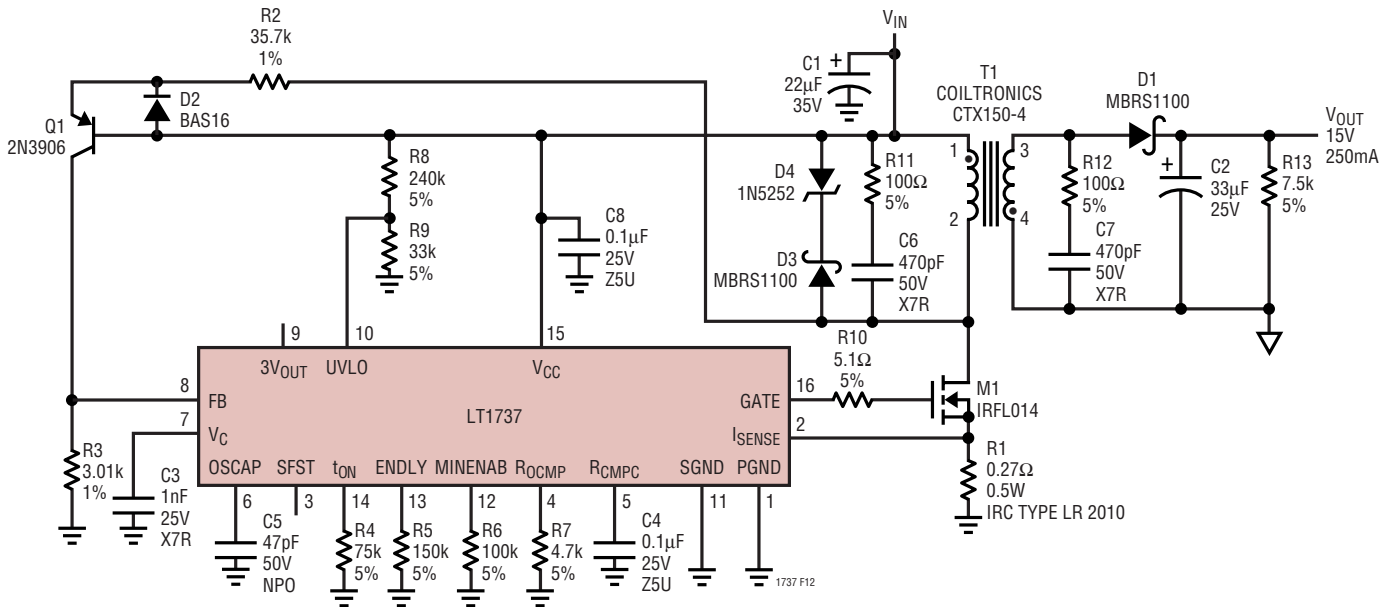 R2
35.7k
1%
VIN
C1
+
22µF
35V
T1
COILTRONICS
CTX150-4
D1
MBRS1100
VOUT
15V
250mA
D2
BAS16
Q1
2N3906
R8
240k
5%
R9
33k
5%
C8
0.1µF
25V
Z5U
D4
1N5252
D3
MBRS1100
R11
100Ω
5%
C6
470pF
50V
X7R
1
2
3
4
R12
100Ω
5%
C7
470pF
50V
X7R
+
C2
33µF
25V
R13
7.5k
5%
9
10
15
3VOUT
UVLO
VCC
R10
5.1Ω
5%
8
FB
LT1737
GATE
16
M1
IRFL014
7
VC
ISENSE
2
R3
3.01k
1%
C3
1nF
25V
X7R
OSCAP
SFST
tON
ENDLY
MINENAB
ROCMP
RCMPC
SGND
PGND
6
3
14
13
12
4
5
11
1
C5
47pF
50V
NPO
R4
75k
5%
R5
150k
5%
R6
100k
5%
R7
4.7k
5%
C4
0.1µF
25V
Z5U
R1
0.27Ω
0.5W
IRC TYPE LR 2010
1737 F12